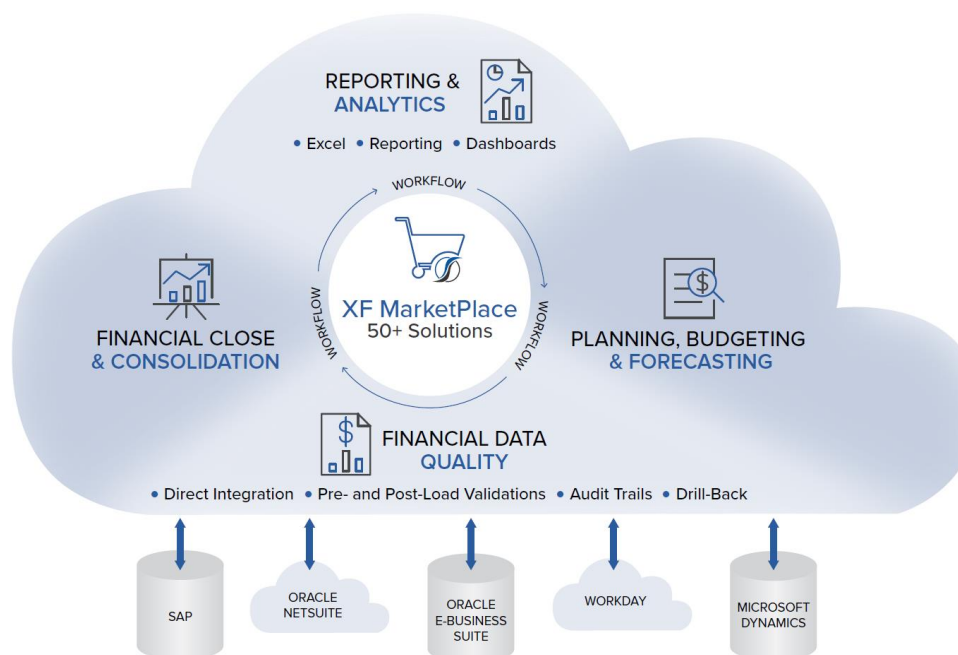 REPORTING &
ANALYTICS
• Excel • Reporting • Dashboards
WORKFLOW
XF MarketPlace
50+ Solutions
WORKFLOW
WORKFLOW
FINANCIAL CLOSE
& CONSOLIDATION
PLANNING, BUDGETING
& FORECASTING
WORKFLOW
FINANCIAL DATA
QUALITY
• Direct Integration • Pre- and Post-Load Validations • Audit Trails • Drill-Back
SAP
ORACLE
NETSUITE
ORACLE
E-BUSINESS
SUITE
WORKDAY
MICROSOFT
DYNAMICS